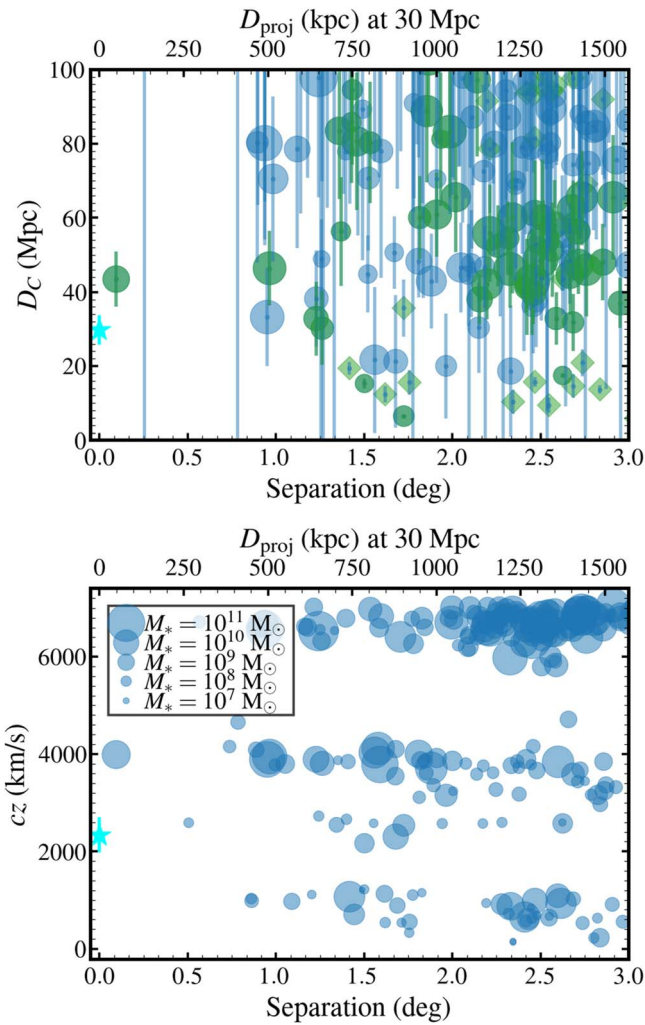 D_proj (kpc) at 30 Mpc
0 250 500 750 1000 1250 1500
100
80
60
40
20
0
D_C (Mpc)
0.0 0.5 1.0 1.5 2.0 2.5 3.0
Separation (deg)
D_proj (kpc) at 30 Mpc
0 250 500 750 1000 1250 1500
M_* = 10^11 M_⊙
M_* = 10^10 M_⊙
M_* = 10^9 M_⊙
M_* = 10^8 M_⊙
M_* = 10^7 M_⊙
6000
4000
2000
0
cz (km/s)
0.0 0.5 1.0 1.5 2.0 2.5 3.0
Separation (deg)